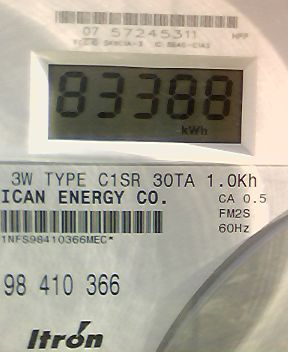 07 57245311
83388
kWh
3W TYPE C1SR 30TA 1.0Kh
ICAN ENERGY CO.
CA 0.5
FM2S
60Hz
1NFS98410366MEC*
98 410 366
Itron